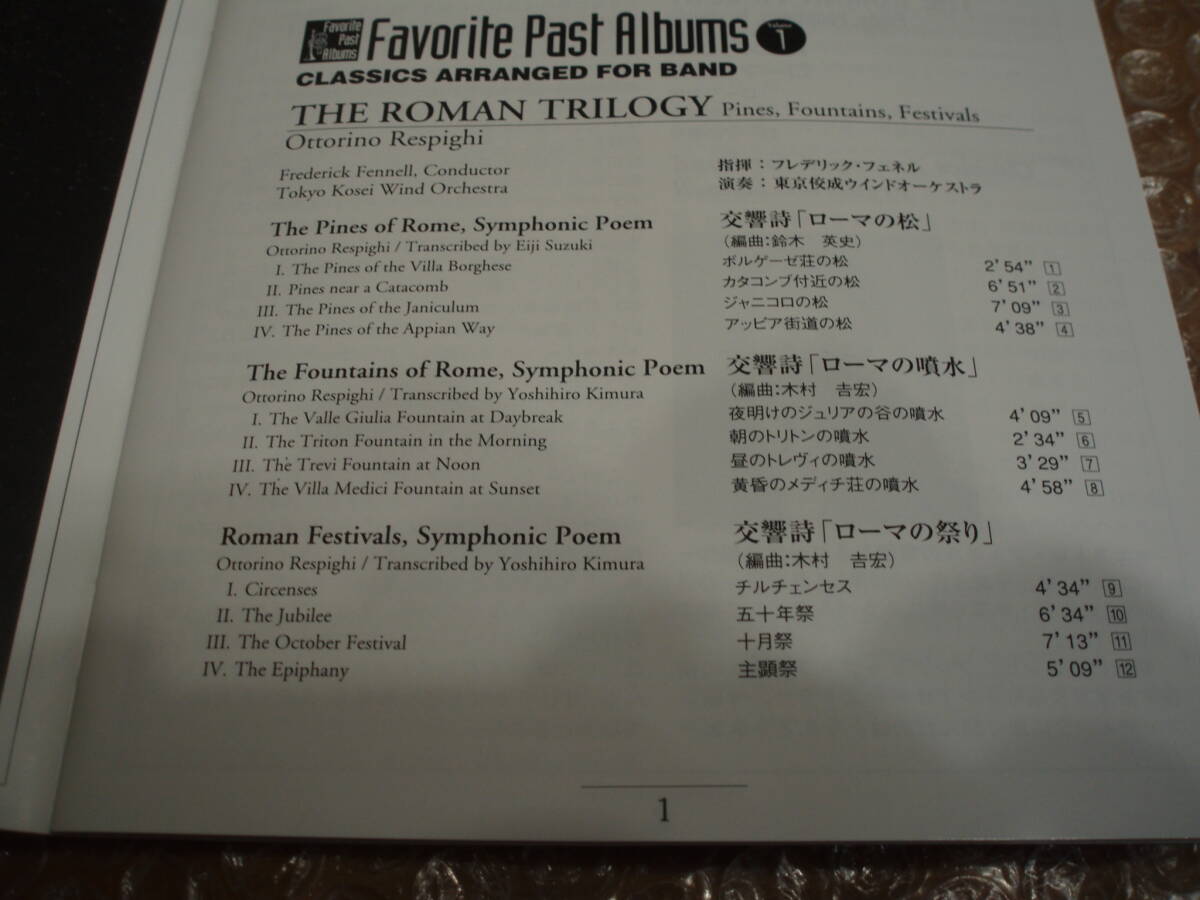 Favorite
Past
Albums
Favorite Past Albums Volume 1
CLASSICS ARRANGED FOR BAND
THE ROMAN TRILOGY Pines, Fountains, Festivals
Ottorino Respighi
Frederick Fennell, Conductor 指揮：フレデリック・フェネル
Tokyo Kosei Wind Orchestra 演奏：東京佼成ウインドオーケストラ
The Pines of Rome, Symphonic Poem 交響詩「ローマの松」
Ottorino Respighi / Transcribed by Eiji Suzuki （編曲:鈴木　英史）
I. The Pines of the Villa Borghese ボルゲーゼ荘の松 2'54" 1
II. Pines near a Catacomb カタコンブ付近の松 6'51" 2
III. The Pines of the Janiculum ジャニコロの松 7'09" 3
IV. The Pines of the Appian Way アッピア街道の松 4'38" 4
The Fountains of Rome, Symphonic Poem 交響詩「ローマの噴水」
Ottorino Respighi / Transcribed by Yoshihiro Kimura （編曲:木村　吉宏）
I. The Valle Giulia Fountain at Daybreak 夜明けのジュリアの谷の噴水 4'09" 5
II. The Triton Fountain in the Morning 朝のトリトンの噴水 2'34" 6
III. The Trevi Fountain at Noon 昼のトレヴィの噴水 3'29" 7
IV. The Villa Medici Fountain at Sunset 黄昏のメディチ荘の噴水 4'58" 8
Roman Festivals, Symphonic Poem 交響詩「ローマの祭り」
Ottorino Respighi / Transcribed by Yoshihiro Kimura （編曲:木村　吉宏）
I. Circenses チルチェンセス 4'34" 9
II. The Jubilee 五十年祭 6'34" 10
III. The October Festival 十月祭 7'13" 11
IV. The Epiphany 主顕祭 5'09" 12
1